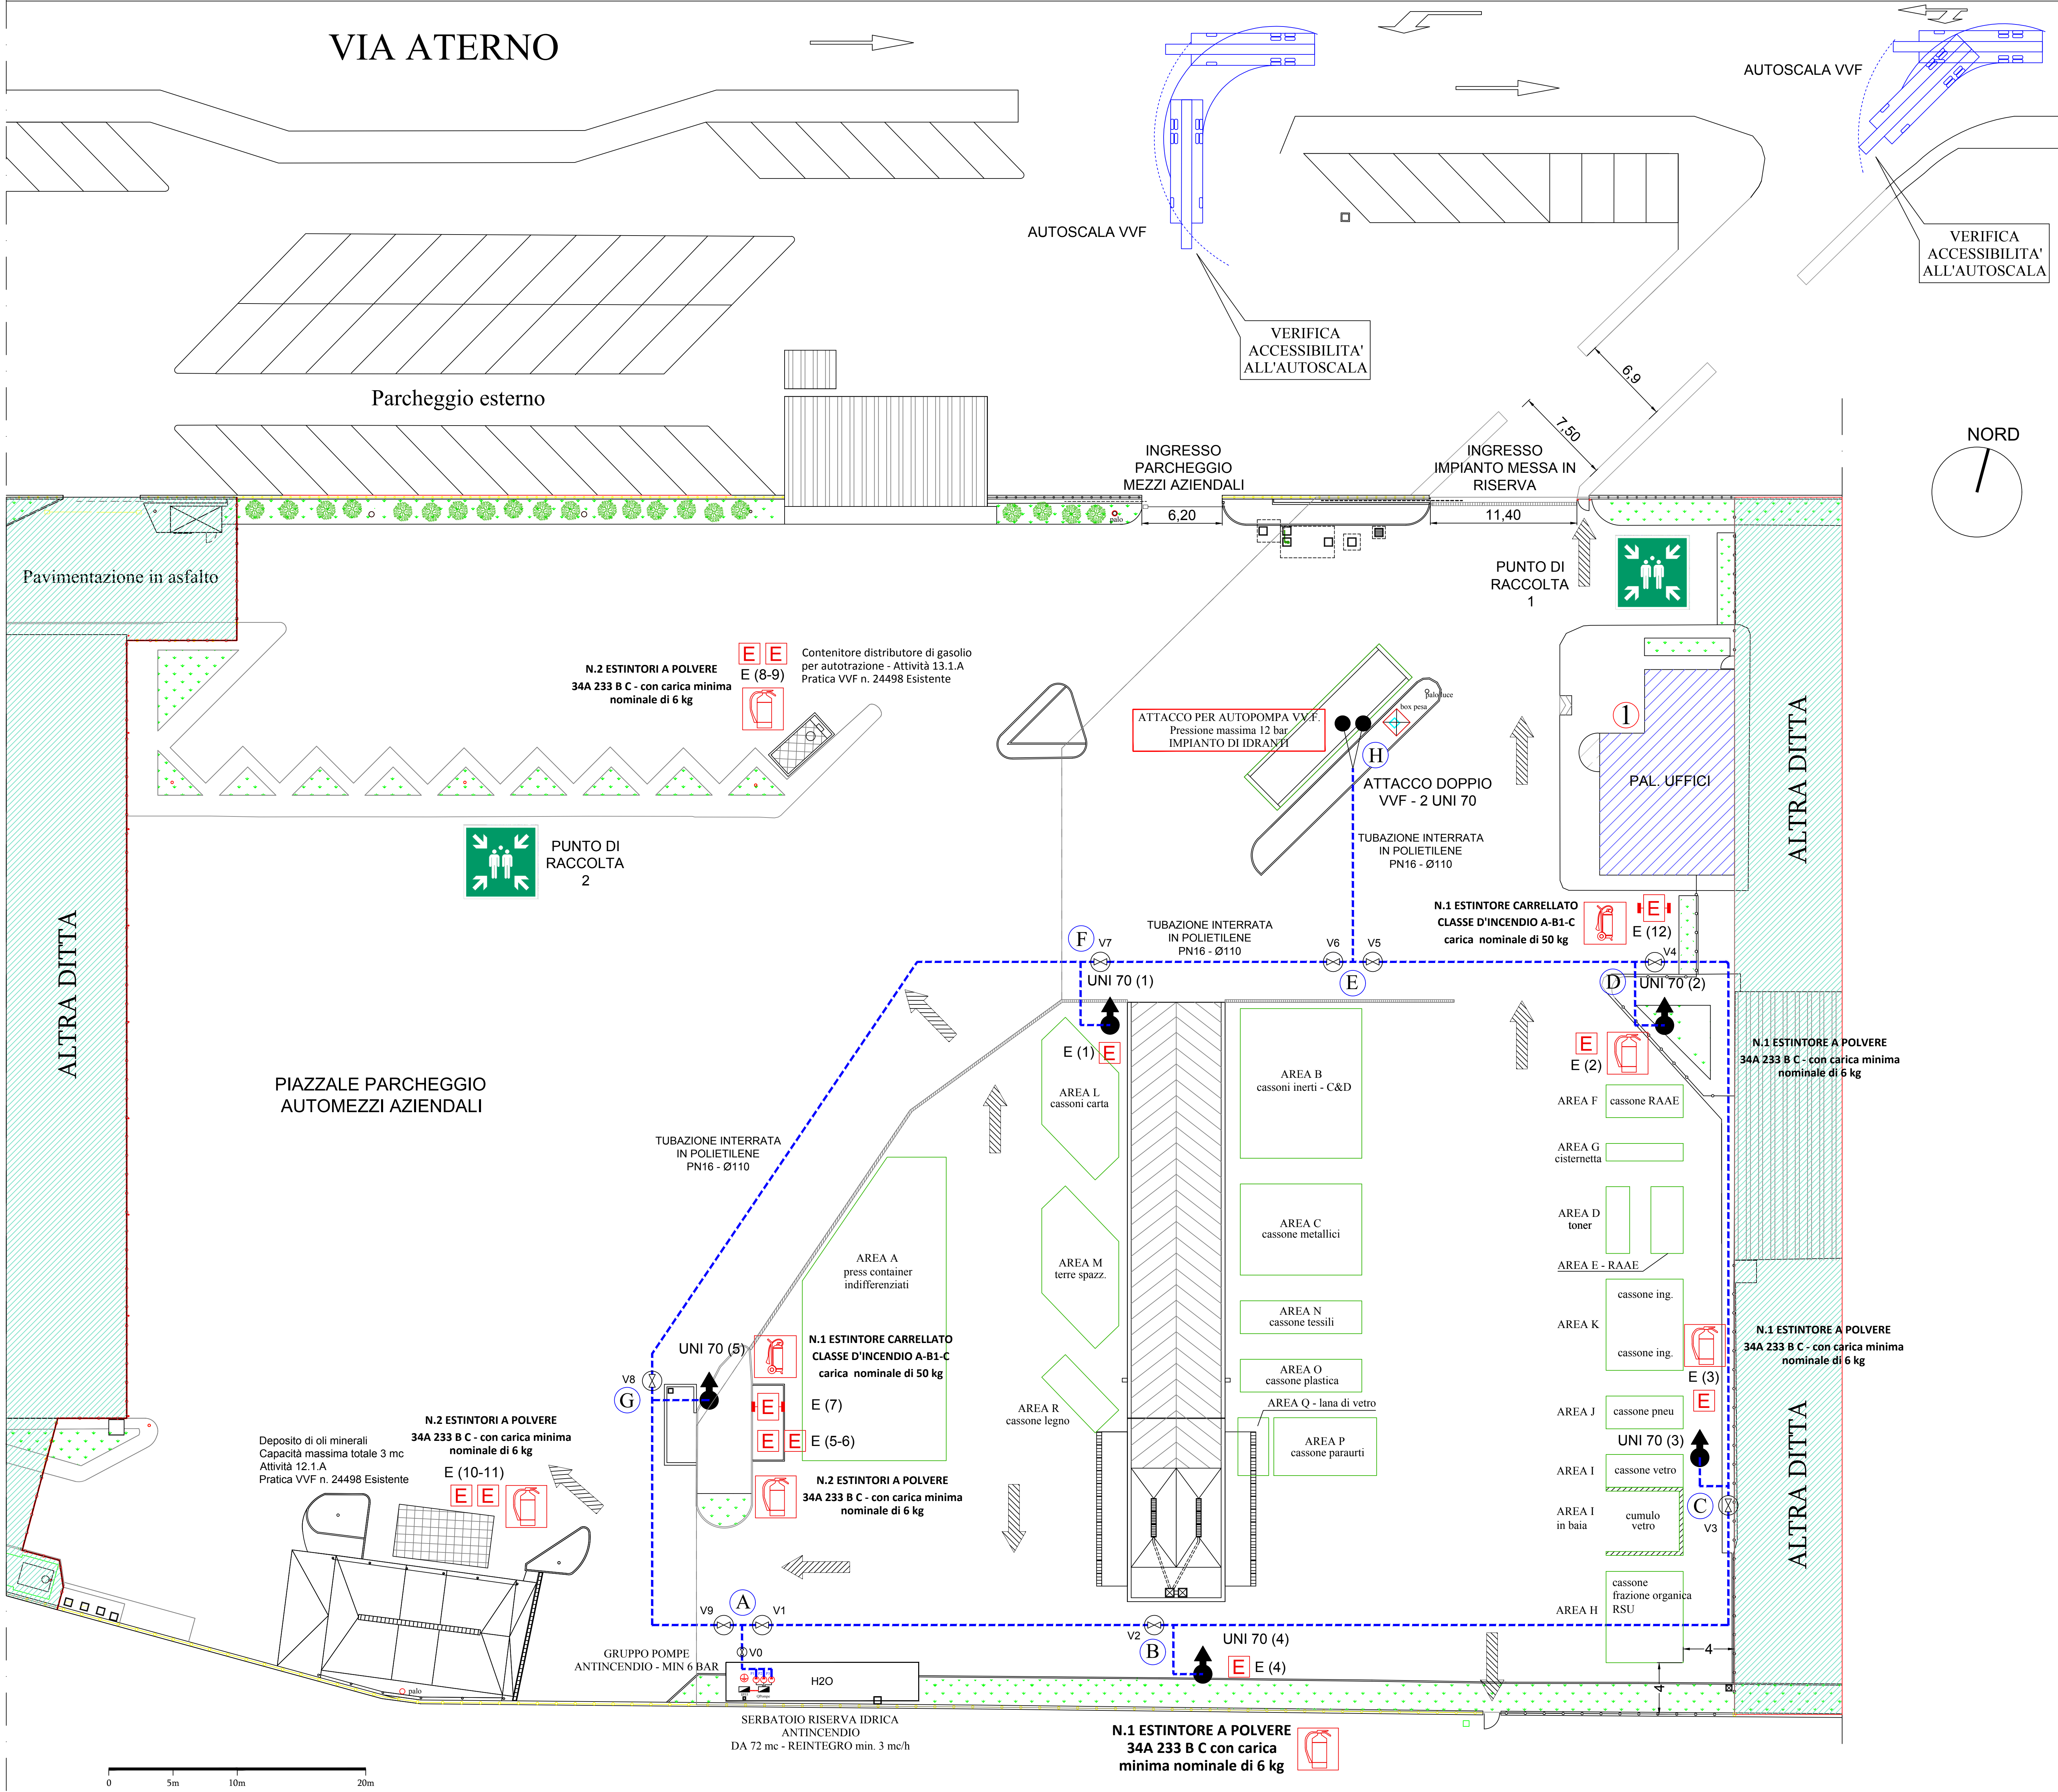 VIA ATERNO
AUTOSCALA VVF
AUTOSCALA VVF
VERIFICA
ACCESSIBILITA'
ALL'AUTOSCALA
VERIFICA
ACCESSIBILITA'
ALL'AUTOSCALA
Parcheggio esterno
6,9
7,50
NORD
INGRESSO
PARCHEGGIO
MEZZI AZIENDALI
INGRESSO
IMPIANTO MESSA IN
RISERVA
palo
6,20
11,40
Pavimentazione in asfalto
PUNTO DI
RACCOLTA
1
N.2 ESTINTORI A POLVERE
34A 233 B C - con carica minima
nominale di 6 kg
E E
E (8-9)
Contenitore distributore di gasolio
per autotrazione - Attività 13.1.A
Pratica VVF n. 24498 Esistente
ATTACCO PER AUTOPOMPA VV.F.
Pressione massima 12 bar
IMPIANTO DI IDRANTI
palo luce
box pesa
H
1
PAL. UFFICI
ALTRA DITTA
ATTACCO DOPPIO
VVF - 2 UNI 70
TUBAZIONE INTERRATA
IN POLIETILENE
PN16 - Ø110
PUNTO DI
RACCOLTA
2
N.1 ESTINTORE CARRELLATO
CLASSE D'INCENDIO A-B1-C
carica nominale di 50 kg
E
E (12)
TUBAZIONE INTERRATA
IN POLIETILENE
PN16 - Ø110
F
V7
V6
V5
V4
E
D
UNI 70 (1)
UNI 70 (2)
ALTRA DITTA
E (1) E
E
E (2)
N.1 ESTINTORE A POLVERE
34A 233 B C - con carica minima
nominale di 6 kg
PIAZZALE PARCHEGGIO
AUTOMEZZI AZIENDALI
AREA L
cassoni carta
AREA B
cassoni inerti - C&D
AREA F
cassone RAAE
TUBAZIONE INTERRATA
IN POLIETILENE
PN16 - Ø110
AREA G
cisternetta
AREA D
toner
AREA E - RAAE
AREA A
press container
indifferenziati
AREA M
terre spazz.
AREA C
cassone metallici
AREA N
cassone tessili
AREA K
cassone ing.
cassone ing.
N.1 ESTINTORE A POLVERE
34A 233 B C - con carica minima
nominale di 6 kg
E (3)
E
UNI 70 (5)
N.1 ESTINTORE CARRELLATO
CLASSE D'INCENDIO A-B1-C
carica nominale di 50 kg
V8
G
E
E (7)
E E
E (5-6)
AREA R
cassone legno
AREA O
cassone plastica
AREA Q - lana di vetro
AREA P
cassone paraurti
AREA J
cassone pneu
UNI 70 (3)
AREA I
cassone vetro
AREA I
in baia
cumulo
vetro
C
V3
ALTRA DITTA
Deposito di oli minerali
Capacità massima totale 3 mc
Attività 12.1.A
Pratica VVF n. 24498 Esistente
N.2 ESTINTORI A POLVERE
34A 233 B C - con carica minima
nominale di 6 kg
E (10-11)
E E
N.2 ESTINTORI A POLVERE
34A 233 B C - con carica minima
nominale di 6 kg
AREA H
cassone
frazione organica
RSU
V9
A
V1
V2
B
UNI 70 (4)
E E (4)
4
4
GRUPPO POMPE
ANTINCENDIO - MIN 6 BAR
V0
H2O
palo
SERBATOIO RISERVA IDRICA
ANTINCENDIO
DA 72 mc - REINTEGRO min. 3 mc/h
N.1 ESTINTORE A POLVERE
34A 233 B C con carica
minima nominale di 6 kg
0 5m 10m 20m